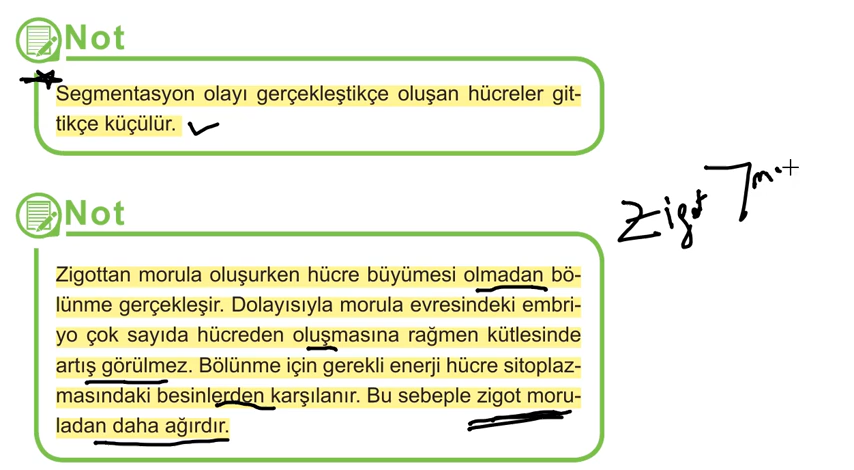 Not
Segmentasyon olayı gerçekleştikçe oluşan hücreler git-
tikçe küçülür.
Not
Zigottan morula oluşurken hücre büyümesi olmadan bö-
lünme gerçekleşir. Dolayısıyla morula evresindeki embri-
yo çok sayıda hücreden oluşmasına rağmen kütlesinde
artış görülmez. Bölünme için gerekli enerji hücre sitoplaz-
masındaki besinlerden karşılanır. Bu sebeple zigot moru-
ladan daha ağırdır.
Zigot